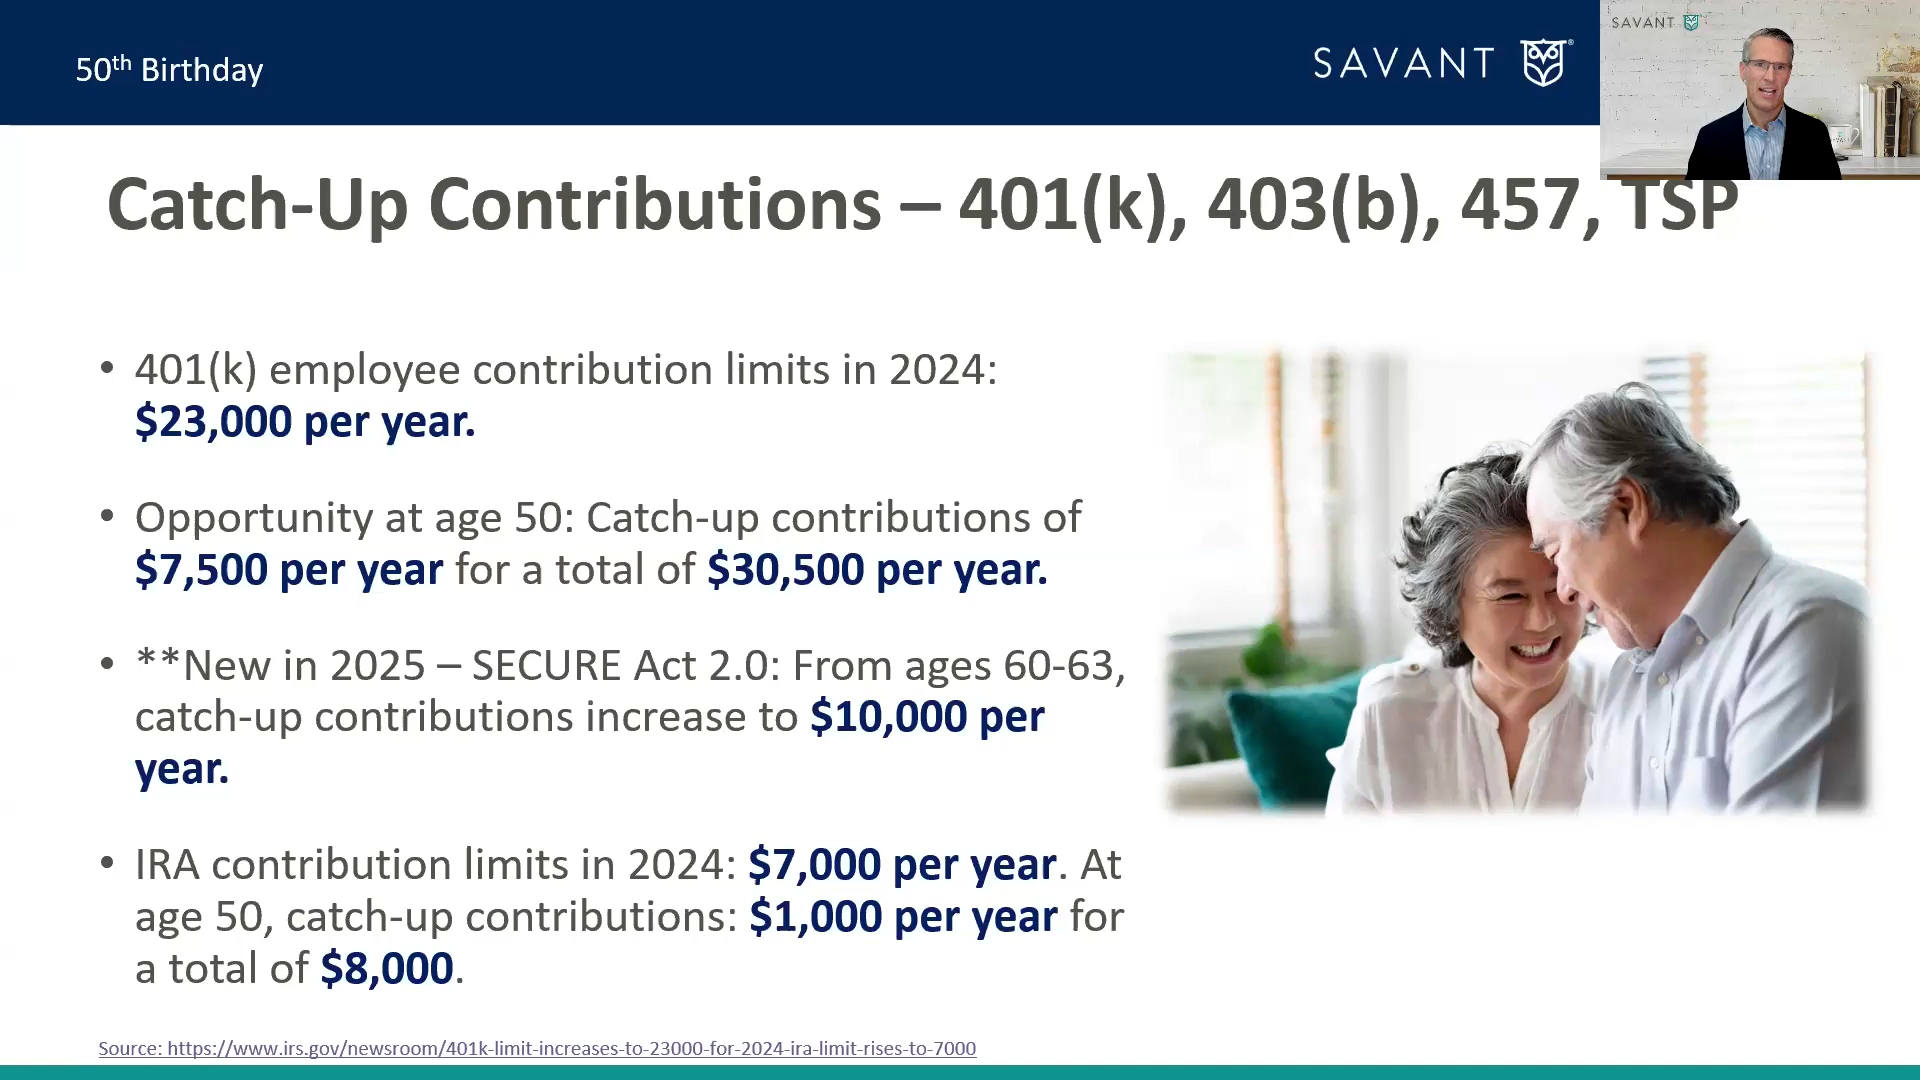 50th Birthday
SAVANT
SAVANT
Catch-Up Contributions – 401(k), 403(b), 457, TSP
• 401(k) employee contribution limits in 2024:
$23,000 per year.
• Opportunity at age 50: Catch-up contributions of
$7,500 per year for a total of $30,500 per year.
• **New in 2025 – SECURE Act 2.0: From ages 60-63,
catch-up contributions increase to $10,000 per
year.
• IRA contribution limits in 2024: $7,000 per year. At
age 50, catch-up contributions: $1,000 per year for
a total of $8,000.
Source: https://www.irs.gov/newsroom/401k-limit-increases-to-23000-for-2024-ira-limit-rises-to-7000